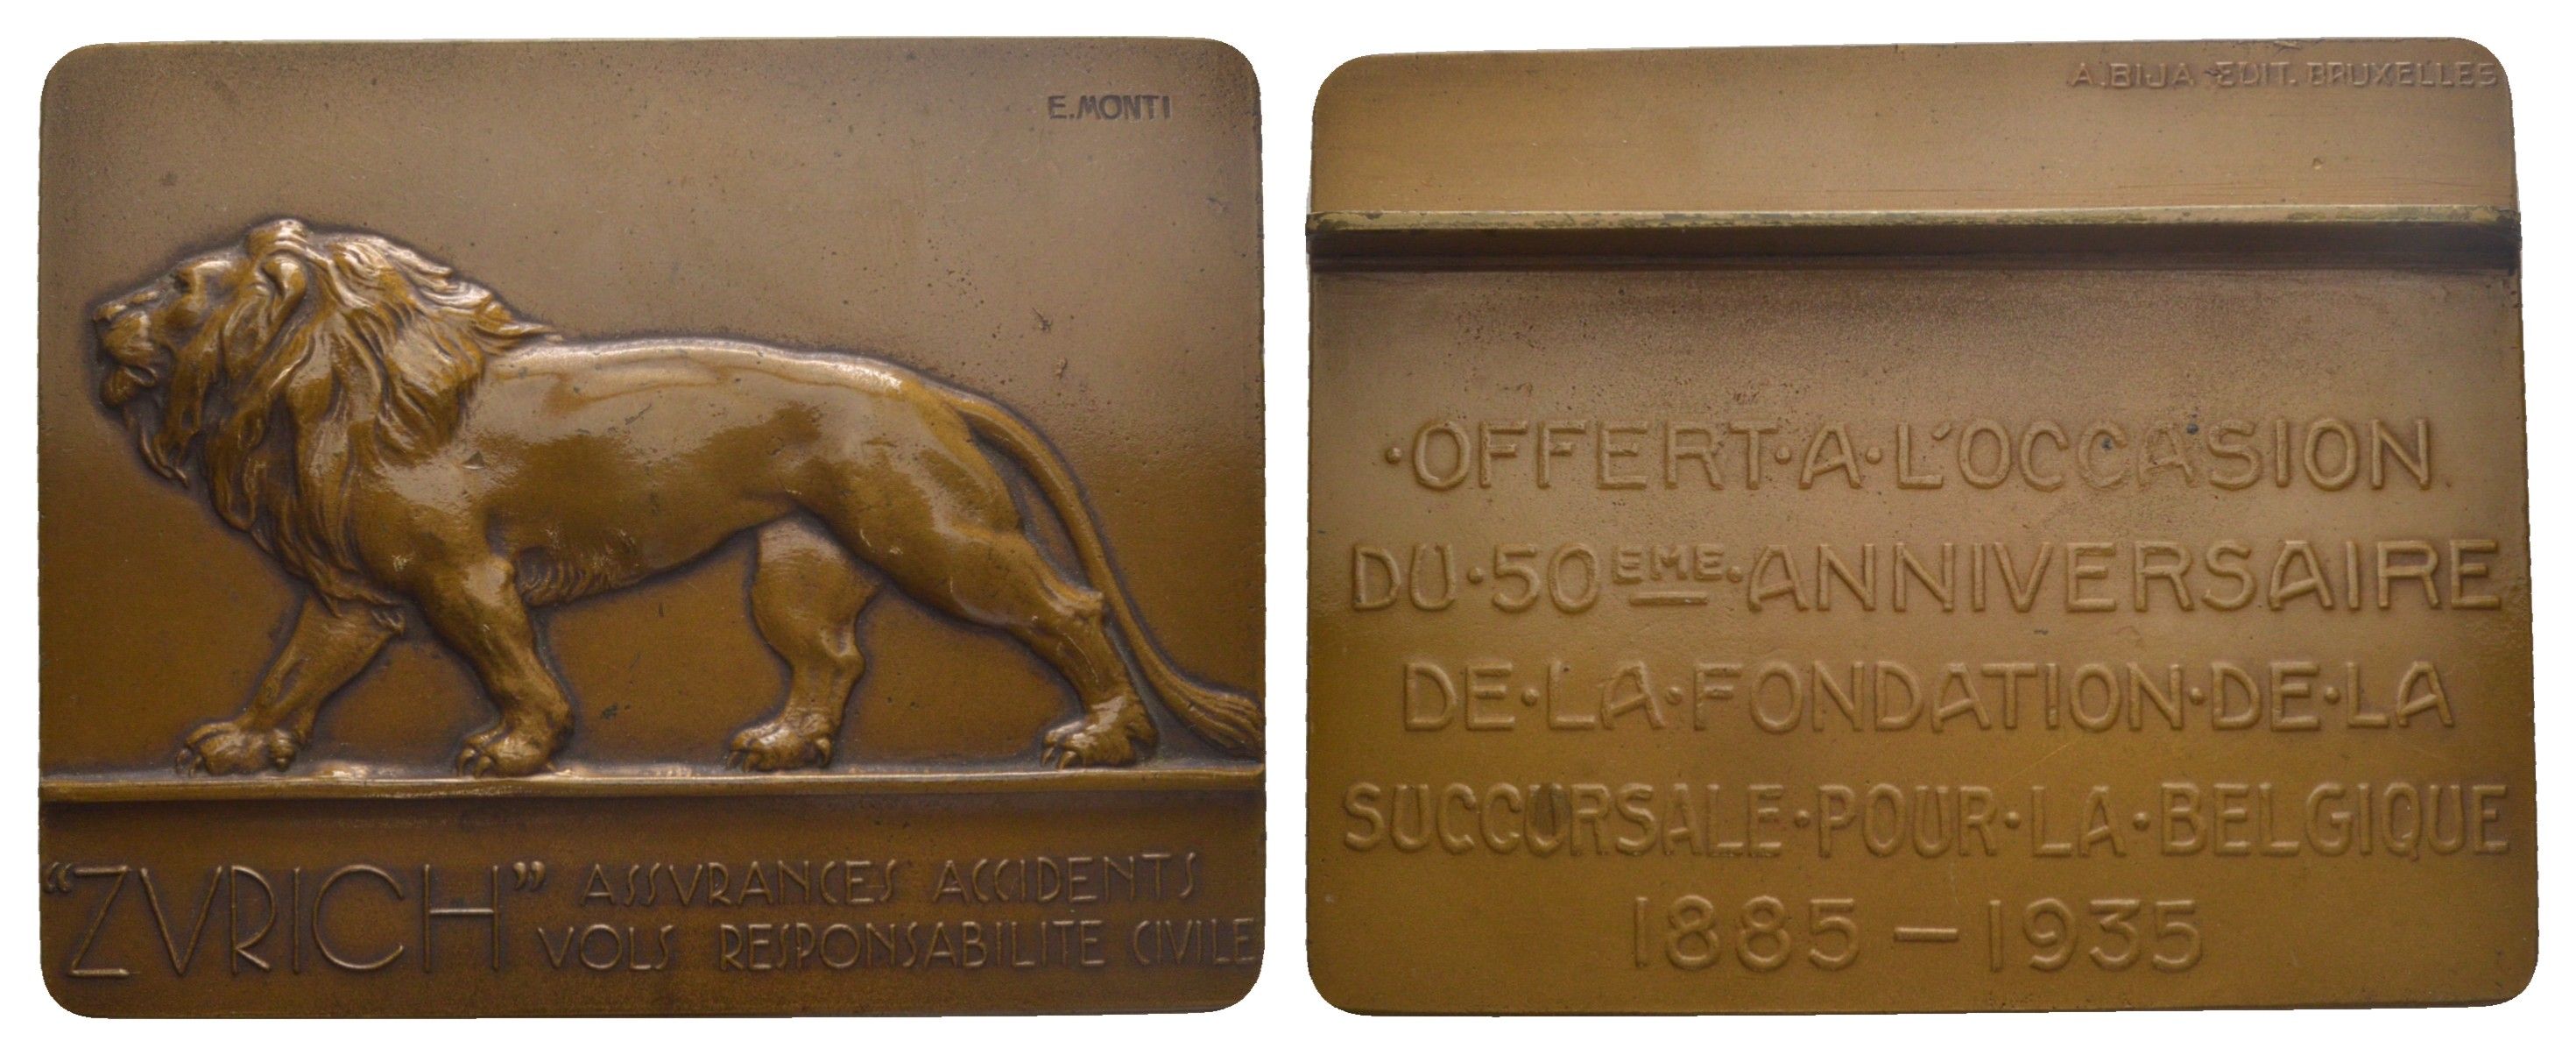 E.MONTI
"ZVRICH" ASSVRANCES ACCIDENTS
VOLS RESPONSABILITE CIVILE
A.BIJA EDIT. BRUXELLES
·OFFERT·A·L'OCCASION
DU·50EME·ANNIVERSAIRE
DE·LA·FONDATION·DE·LA
SUCCURSALE·POUR·LA·BELGIQUE
1885—1935